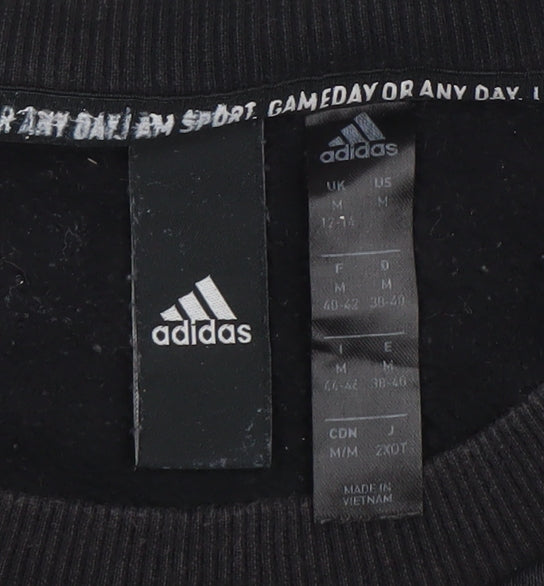 R ANY DAY. I AM SPORT. GAMEDAY OR ANY DAY. I
adidas
adidas
UK US
M M
12-14
F D
M M
40-42 38-40
I E
M M
44-46 38-40
CDN J
M/M 2XOT
MADE IN
VIETNAM